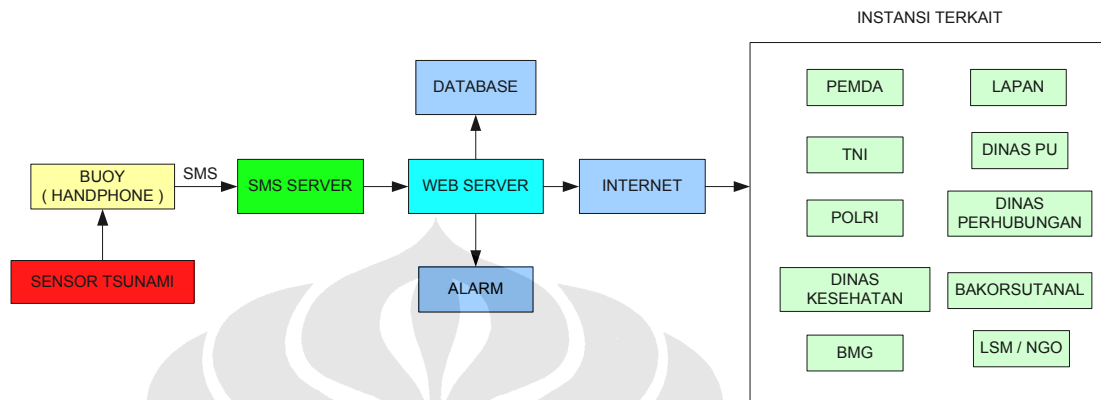 INSTANSI TERKAIT
DATABASE
PEMDA
LAPAN
TNI
DINAS PU
BUOY
( HANDPHONE )
SMS
SMS SERVER
WEB SERVER
INTERNET
POLRI
DINAS
PERHUBUNGAN
SENSOR TSUNAMI
ALARM
DINAS
KESEHATAN
BAKORSUTANAL
BMG
LSM / NGO